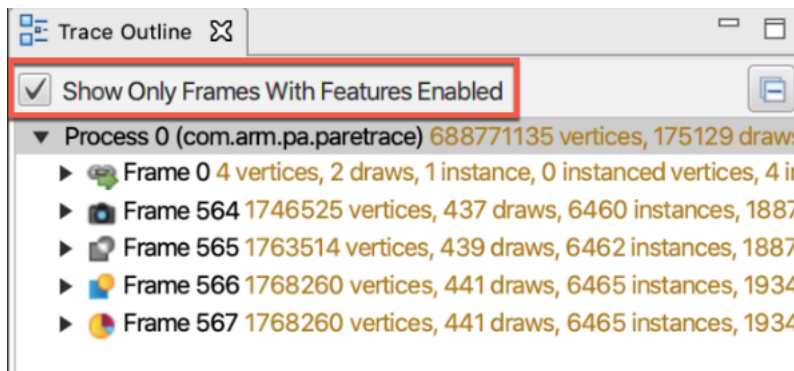 Trace Outline
Show Only Frames With Features Enabled
Process 0 (com.arm.pa.paretrace) 688771135 vertices, 175129 draws
Frame 0 4 vertices, 2 draws, 1 instance, 0 instanced vertices, 4 i
Frame 564 1746525 vertices, 437 draws, 6460 instances, 1887
Frame 565 1763514 vertices, 439 draws, 6462 instances, 1887
Frame 566 1768260 vertices, 441 draws, 6465 instances, 1934
Frame 567 1768260 vertices, 441 draws, 6465 instances, 1934